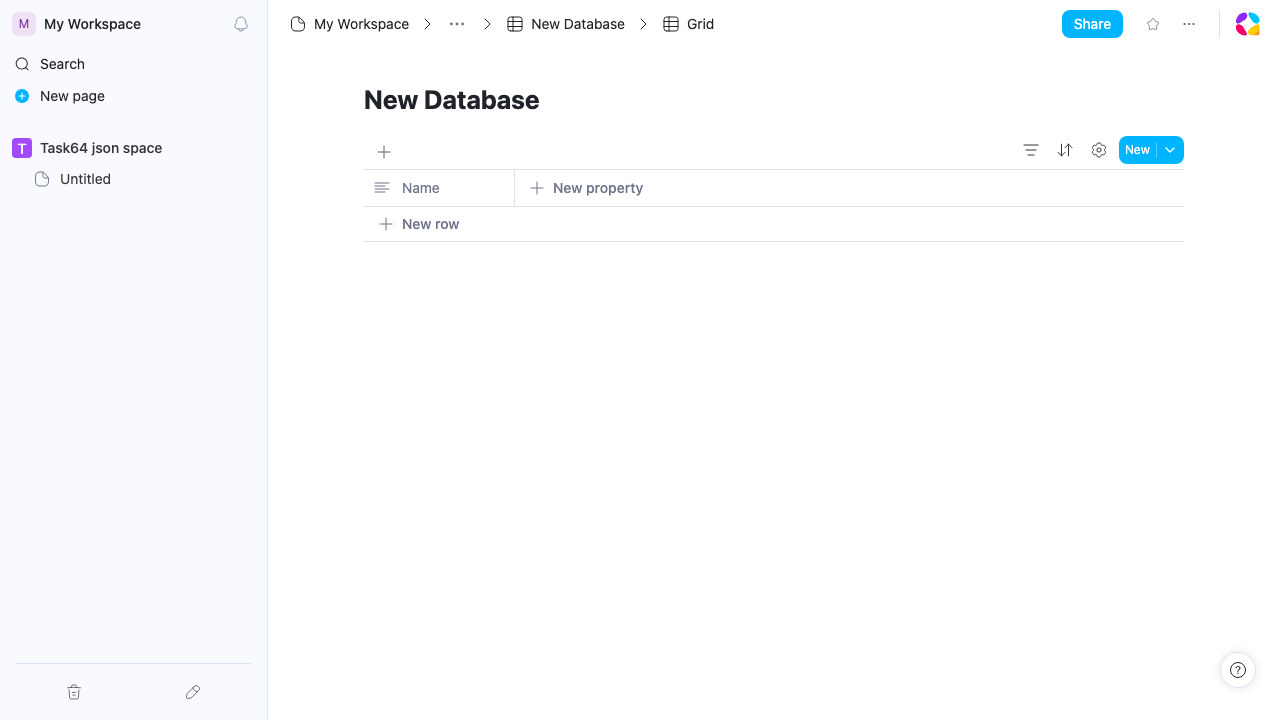 M My Workspace
Search
New page
T Task64 json space
Untitled
My Workspace > ··· > New Database > Grid
Share
New Database
New
Name
New property
New row
?